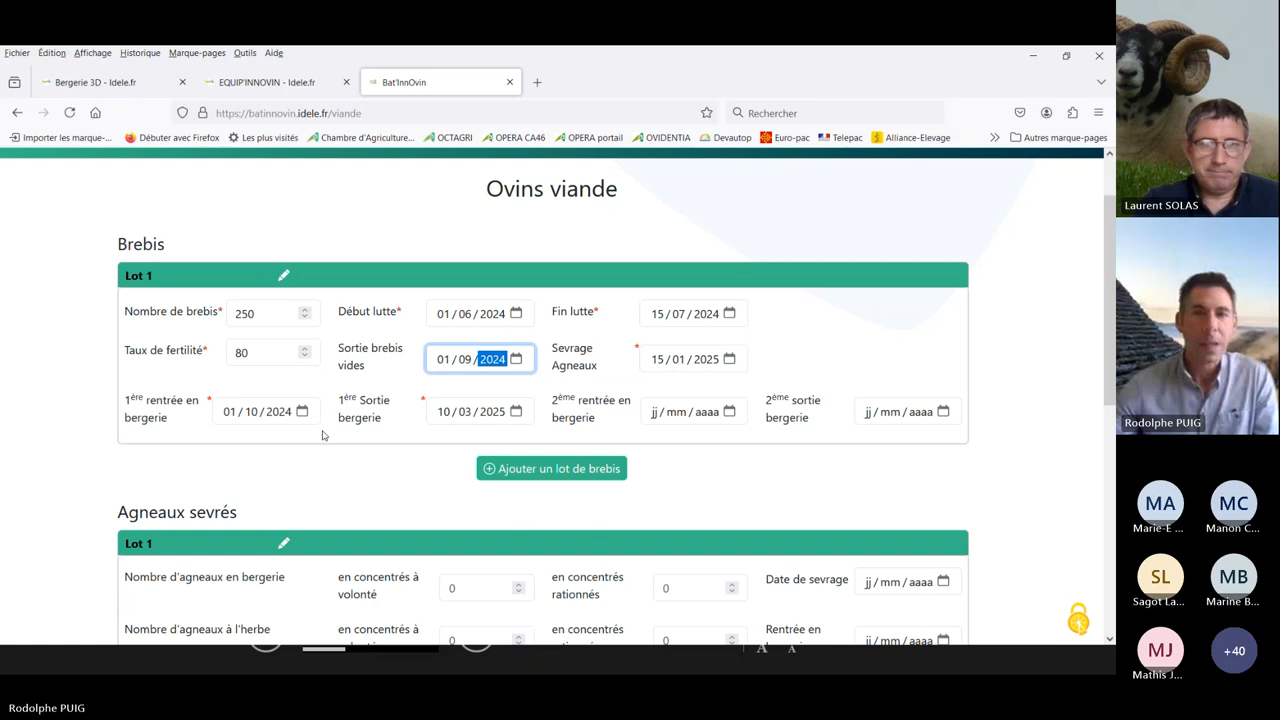 Fichier Édition Affichage Historique Marque-pages Outils Aide
Bergerie 3D - Idele.fr EQUIP'INNOVIN - Idele.fr Bat'InnOvin
https://batinnovin.idele.fr/viande Rechercher
Importer les marque-... Débuter avec Firefox Les plus visités Chambre d'Agriculture... OCTAGRI OPERA CA46 OPERA portail OVIDENTIA Devautop Euro-pac Telepac Alliance-Elevage Autres marque-pages
Ovins viande
Brebis
Lot 1
Nombre de brebis* 250 Début lutte* 01/06/2024 Fin lutte* 15/07/2024
Taux de fertilité* 80 Sortie brebis vides 01/09/2024 Sevrage Agneaux * 15/01/2025
1ère rentrée en bergerie * 01/10/2024 1ère Sortie bergerie * 10/03/2025 2ème rentrée en bergerie jj/mm/aaaa 2ème sortie bergerie jj/mm/aaaa
Ajouter un lot de brebis
Agneaux sevrés
Lot 1
Nombre d'agneaux en bergerie en concentrés à volonté 0 en concentrés rationnés 0 Date de sevrage jj/mm/aaaa
Nombre d'agneaux à l'herbe en concentrés à 0 en concentrés 0 Rentrée en jj/mm/aaaa
A A
Laurent SOLAS
Rodolphe PUIG
MA MC
Marie-E ... Manon C...
SL MB
Sagot La... Marine B...
MJ +40
Mathis J...
Rodolphe PUIG